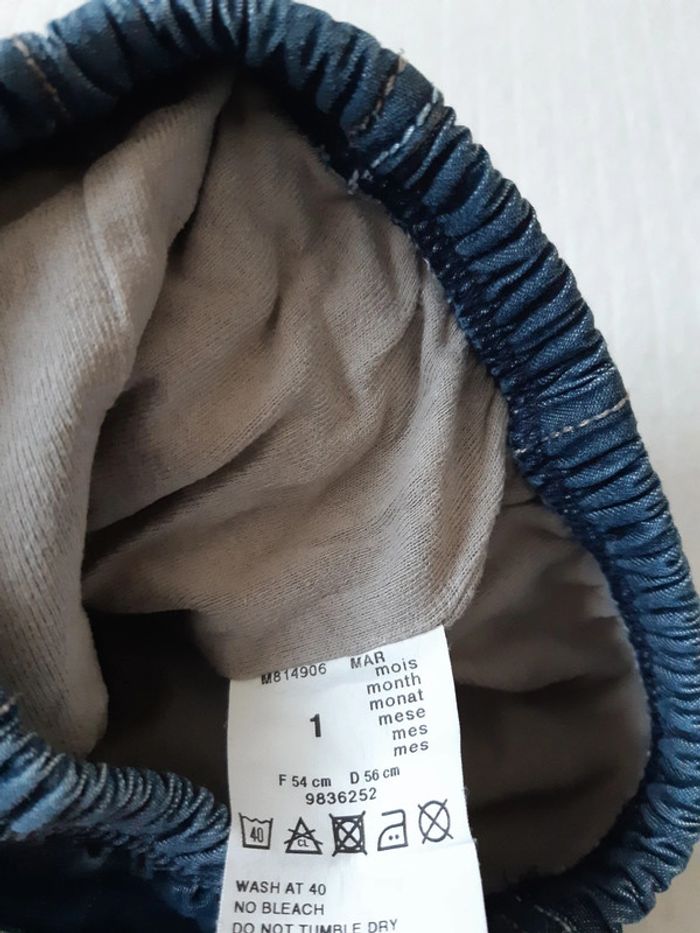 M814906 MAR
mois
month
1 monat
mese
mes
mes
F 54 cm D 56 cm
9836252
40 CL
WASH AT 40
NO BLEACH
DO NOT TUMBLE DRY